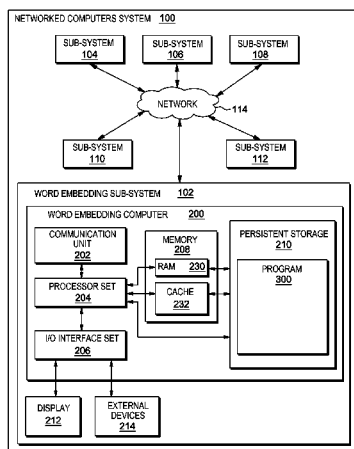 NETWORKED COMPUTERS SYSTEM 100
SUB-SYSTEM
104
SUB-SYSTEM
106
SUB-SYSTEM
108
NETWORK
114
SUB-SYSTEM
110
SUB-SYSTEM
112
WORD EMBEDDING SUB-SYSTEM 102
WORD EMBEDDING COMPUTER 200
COMMUNICATION
UNIT
202
PROCESSOR SET
204
I/O INTERFACE SET
206
MEMORY
208
RAM 230
CACHE
232
PERSISTENT STORAGE
210
PROGRAM
300
DISPLAY
212
EXTERNAL
DEVICES
214